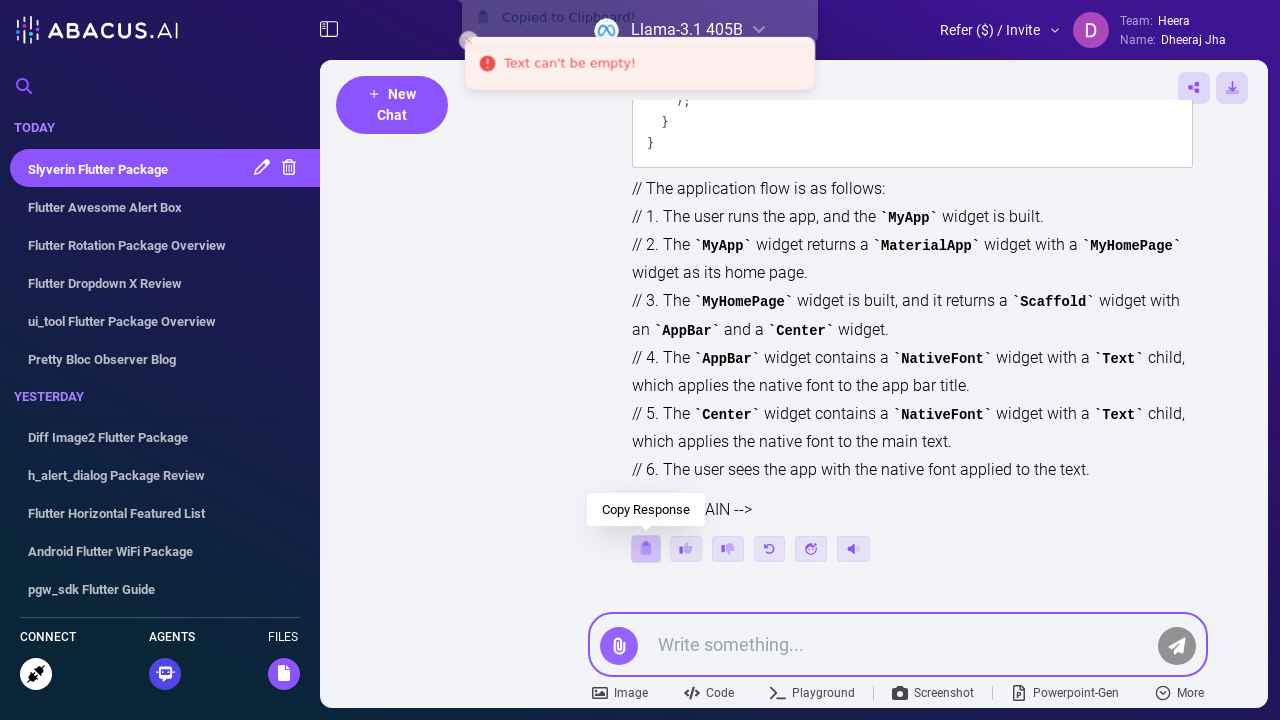 ABACUS.AI
Copied to Clipboard!
Llama-3.1 405B
Text can't be empty!
Refer ($) / Invite
D
Team: Heera
Name: Dheeraj Jha
TODAY
Slyverin Flutter Package
Flutter Awesome Alert Box
Flutter Rotation Package Overview
Flutter Dropdown X Review
ui_tool Flutter Package Overview
Pretty Bloc Observer Blog
YESTERDAY
Diff Image2 Flutter Package
h_alert_dialog Package Review
Flutter Horizontal Featured List
Android Flutter WiFi Package
pgw_sdk Flutter Guide
CONNECT
AGENTS
FILES
+ New
Chat
);
}
}
// The application flow is as follows:
// 1. The user runs the app, and the `MyApp` widget is built.
// 2. The `MyApp` widget returns a `MaterialApp` widget with a `MyHomePage`
widget as its home page.
// 3. The `MyHomePage` widget is built, and it returns a `Scaffold` widget with
an `AppBar` and a `Center` widget.
// 4. The `AppBar` widget contains a `NativeFont` widget with a `Text` child,
which applies the native font to the app bar title.
// 5. The `Center` widget contains a `NativeFont` widget with a `Text` child,
which applies the native font to the main text.
// 6. The user sees the app with the native font applied to the text.
AIN -->
Copy Response
Write something...
Image
Code
Playground
Screenshot
Powerpoint-Gen
More